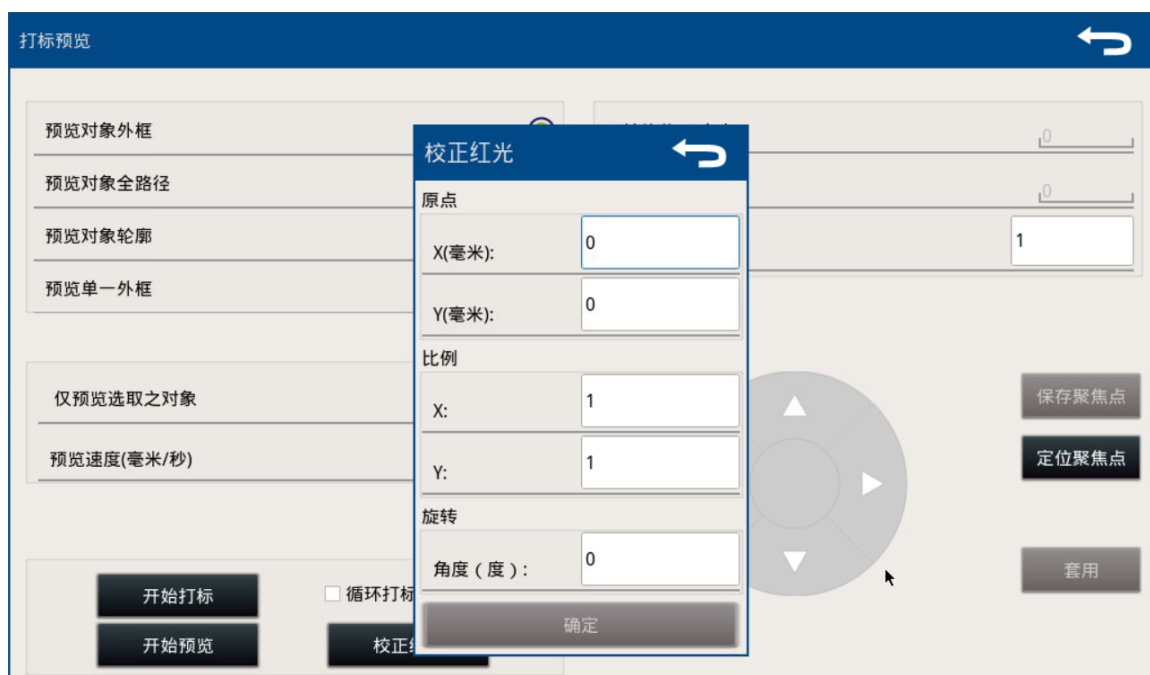 打标预览
预览对象外框
预览对象全路径
预览对象轮廓
预览单一外框
仅预览选取之对象
预览速度(毫米/秒)
开始打标
循环打标
开始预览
校正
0
0
1
保存聚焦点
定位聚焦点
套用
校正红光
原点
X(毫米):
0
Y(毫米):
0
比例
X:
1
Y:
1
旋转
角度(度):
0
确定